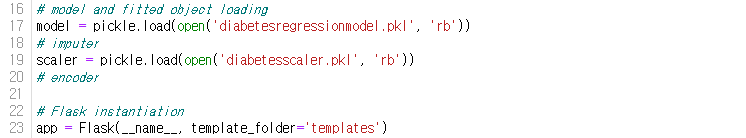 16 # model and fitted object loading
17 model = pickle.load(open('diabetesregressionmodel.pkl', 'rb'))
18 # imputer
19 scaler = pickle.load(open('diabetesscaler.pkl', 'rb'))
20 # encoder
21
22 # Flask instantiation
23 app = Flask(__name__, template_folder='templates')